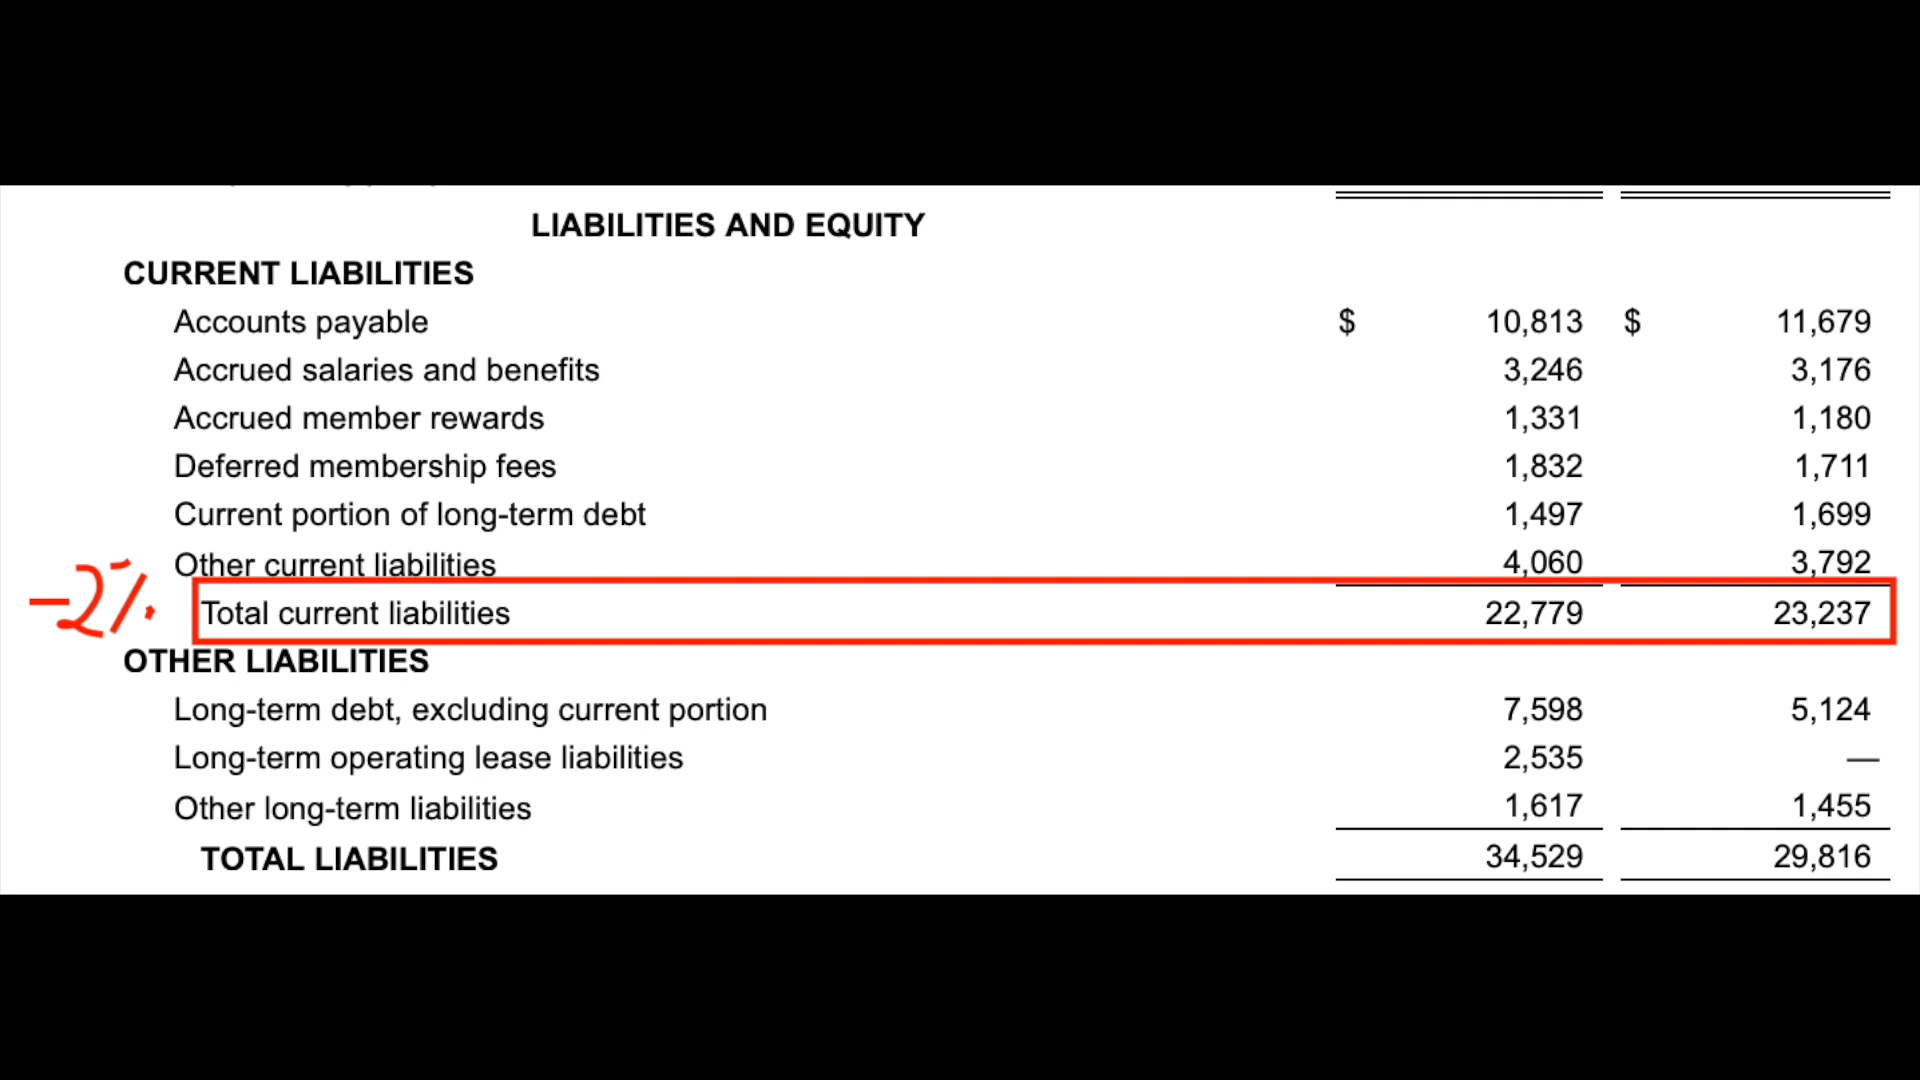 LIABILITIES AND EQUITY
CURRENT LIABILITIES
Accounts payable $ 10,813 $ 11,679
Accrued salaries and benefits 3,246 3,176
Accrued member rewards 1,331 1,180
Deferred membership fees 1,832 1,711
Current portion of long-term debt 1,497 1,699
Other current liabilities 4,060 3,792
-2% Total current liabilities 22,779 23,237
OTHER LIABILITIES
Long-term debt, excluding current portion 7,598 5,124
Long-term operating lease liabilities 2,535 —
Other long-term liabilities 1,617 1,455
TOTAL LIABILITIES 34,529 29,816